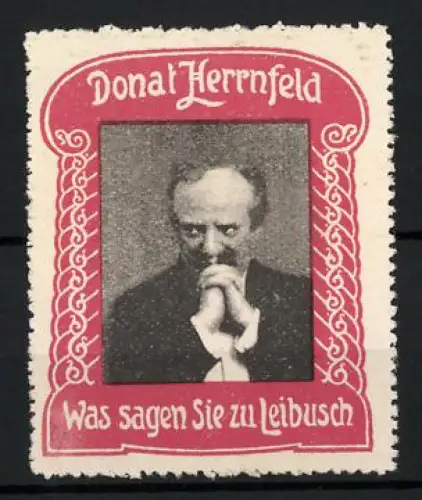 Donat Herrnfeld
Was sagen Sie zu Leibusch